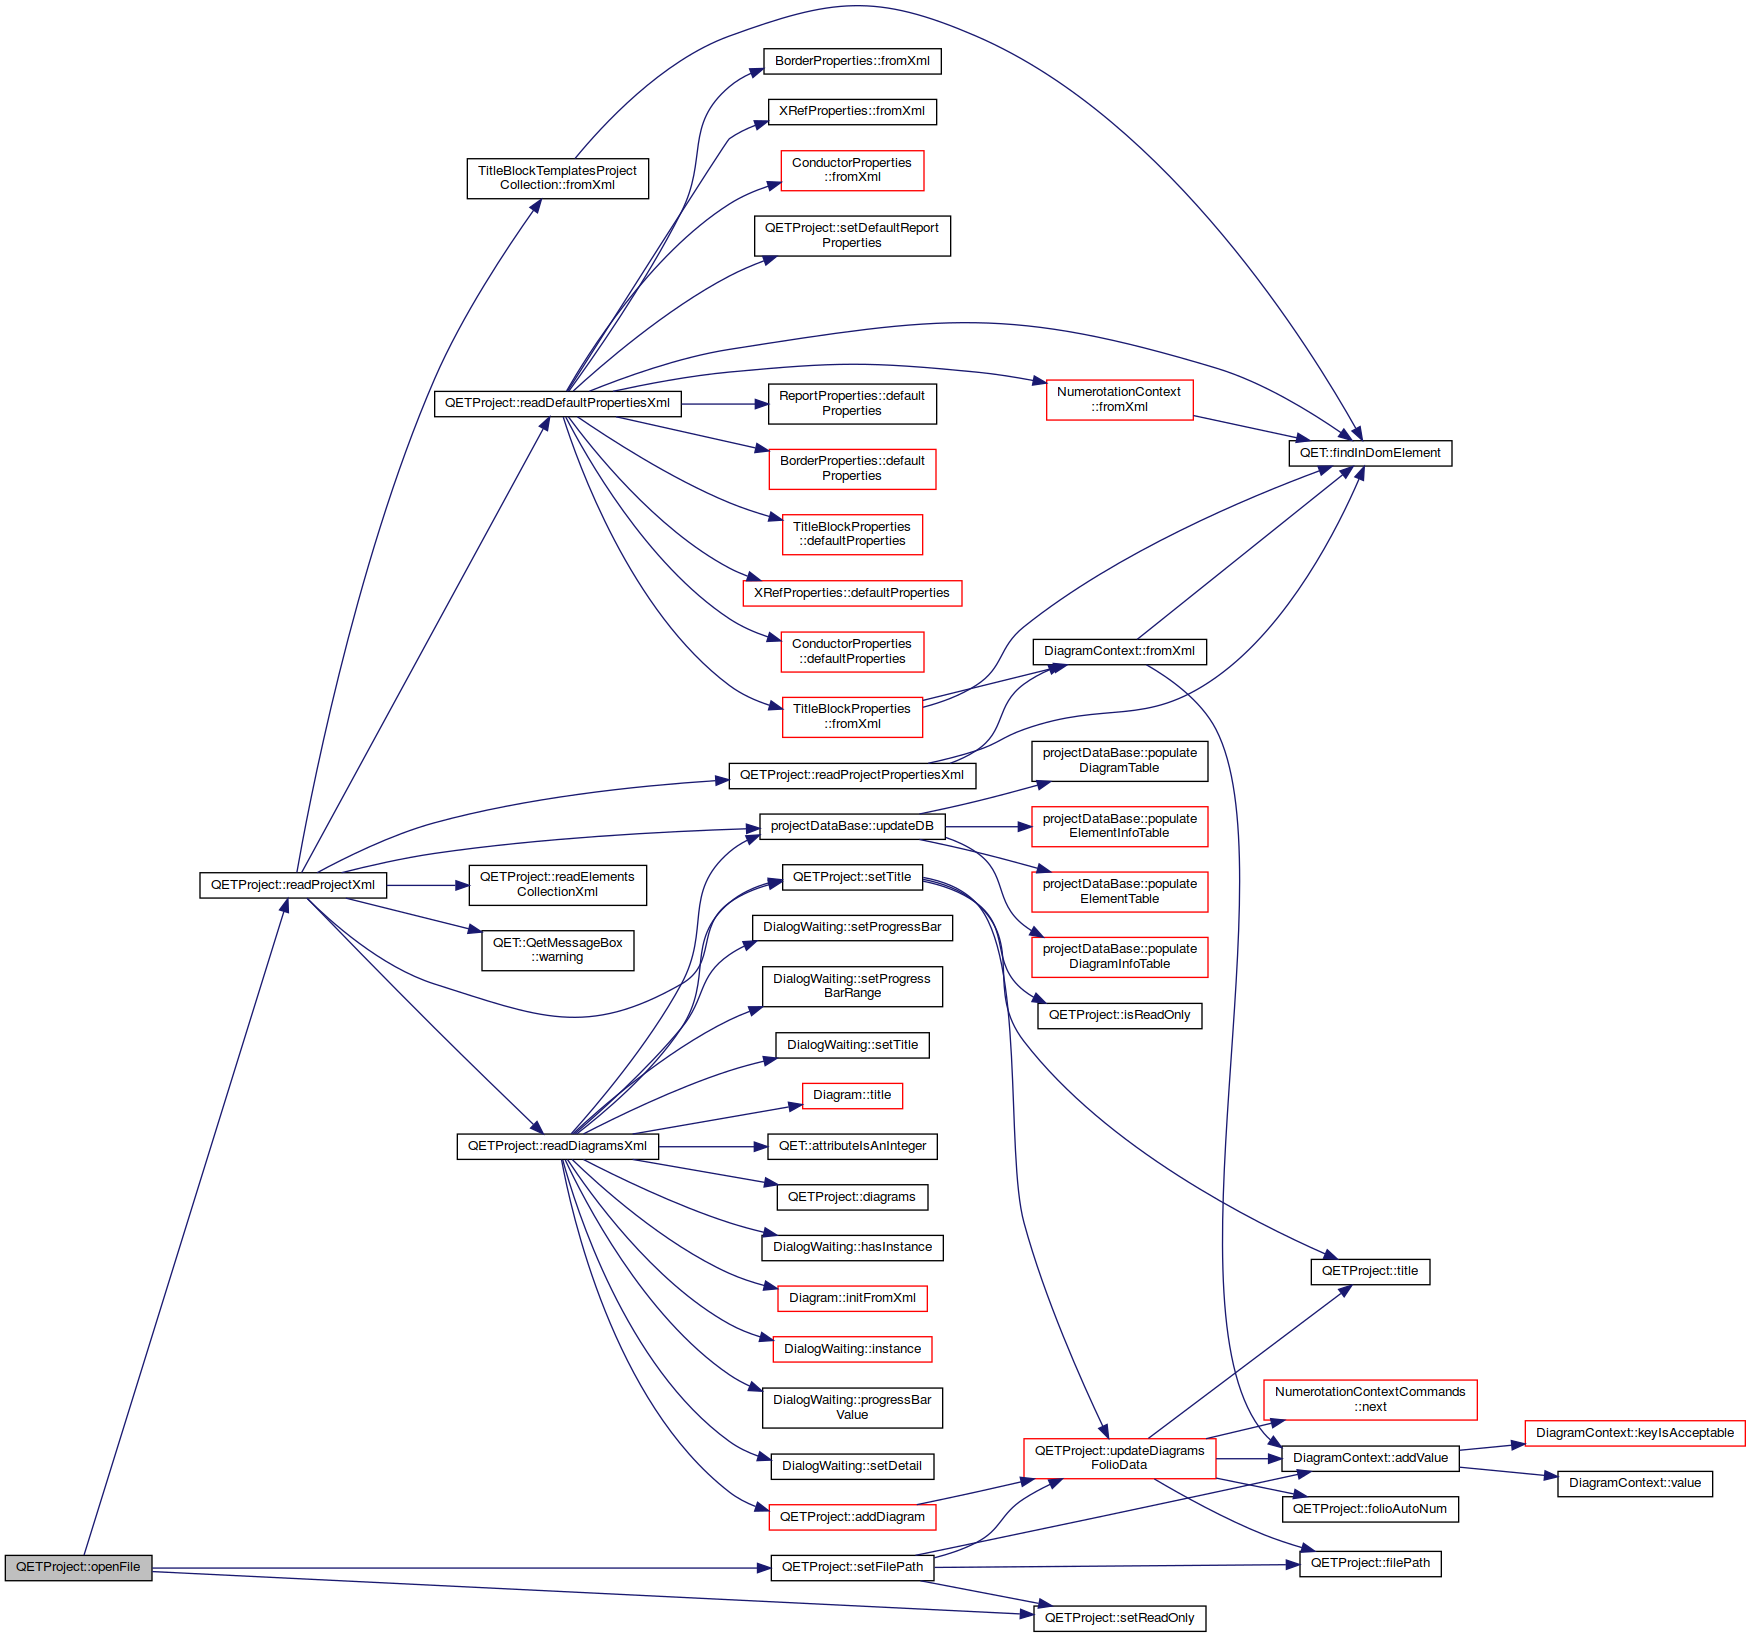 BorderProperties::fromXml
XRefProperties::fromXml
TitleBlockTemplatesProject
Collection::fromXml
ConductorProperties
::fromXml
QETProject::setDefaultReport
Properties
QETProject::readDefaultPropertiesXml
ReportProperties::default
Properties
NumerotationContext
::fromXml
QET::findInDomElement
BorderProperties::default
Properties
TitleBlockProperties
::defaultProperties
XRefProperties::defaultProperties
ConductorProperties
::defaultProperties
DiagramContext::fromXml
TitleBlockProperties
::fromXml
QETProject::readProjectPropertiesXml
projectDataBase::populate
DiagramTable
projectDataBase::updateDB
projectDataBase::populate
ElementInfoTable
QETProject::readProjectXml
QETProject::readElements
CollectionXml
QETProject::setTitle
projectDataBase::populate
ElementTable
QET::QetMessageBox
::warning
DialogWaiting::setProgressBar
projectDataBase::populate
DiagramInfoTable
DialogWaiting::setProgress
BarRange
QETProject::isReadOnly
DialogWaiting::setTitle
Diagram::title
QETProject::readDiagramsXml
QET::attributeIsAnInteger
QETProject::diagrams
DialogWaiting::hasInstance
QETProject::title
Diagram::initFromXml
DialogWaiting::instance
DialogWaiting::progressBar
Value
NumerotationContextCommands
::next
DialogWaiting::setDetail
QETProject::updateDiagrams
FolioData
DiagramContext::addValue
DiagramContext::keyIsAcceptable
DiagramContext::value
QETProject::addDiagram
QETProject::folioAutoNum
QETProject::openFile
QETProject::setFilePath
QETProject::filePath
QETProject::setReadOnly